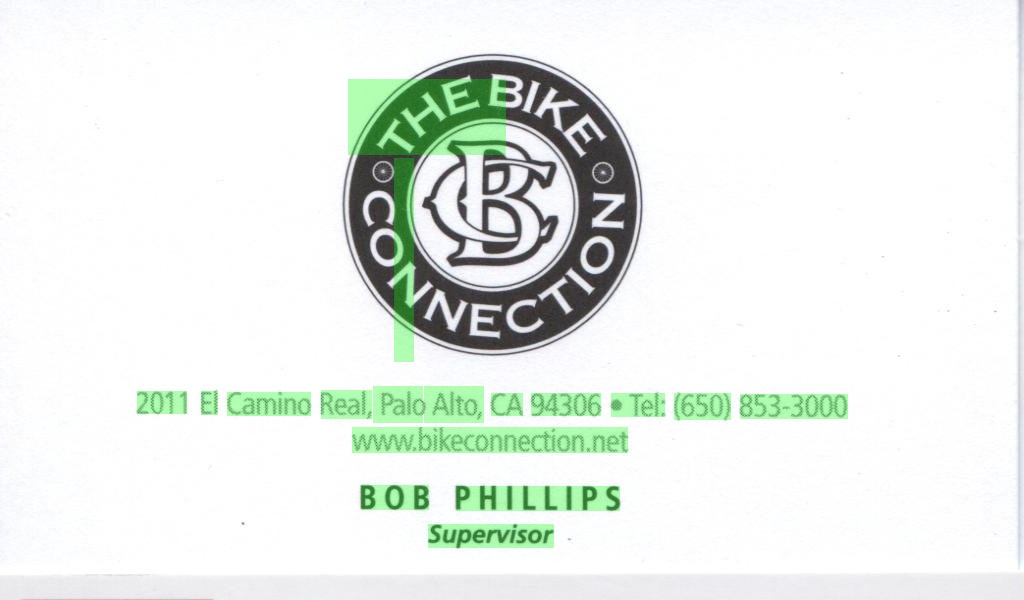 THE BIKE
CONNECTION
BC
2011 El Camino Real, Palo Alto, CA 94306 • Tel: (650) 853-3000
www.bikeconnection.net
BOB PHILLIPS
Supervisor